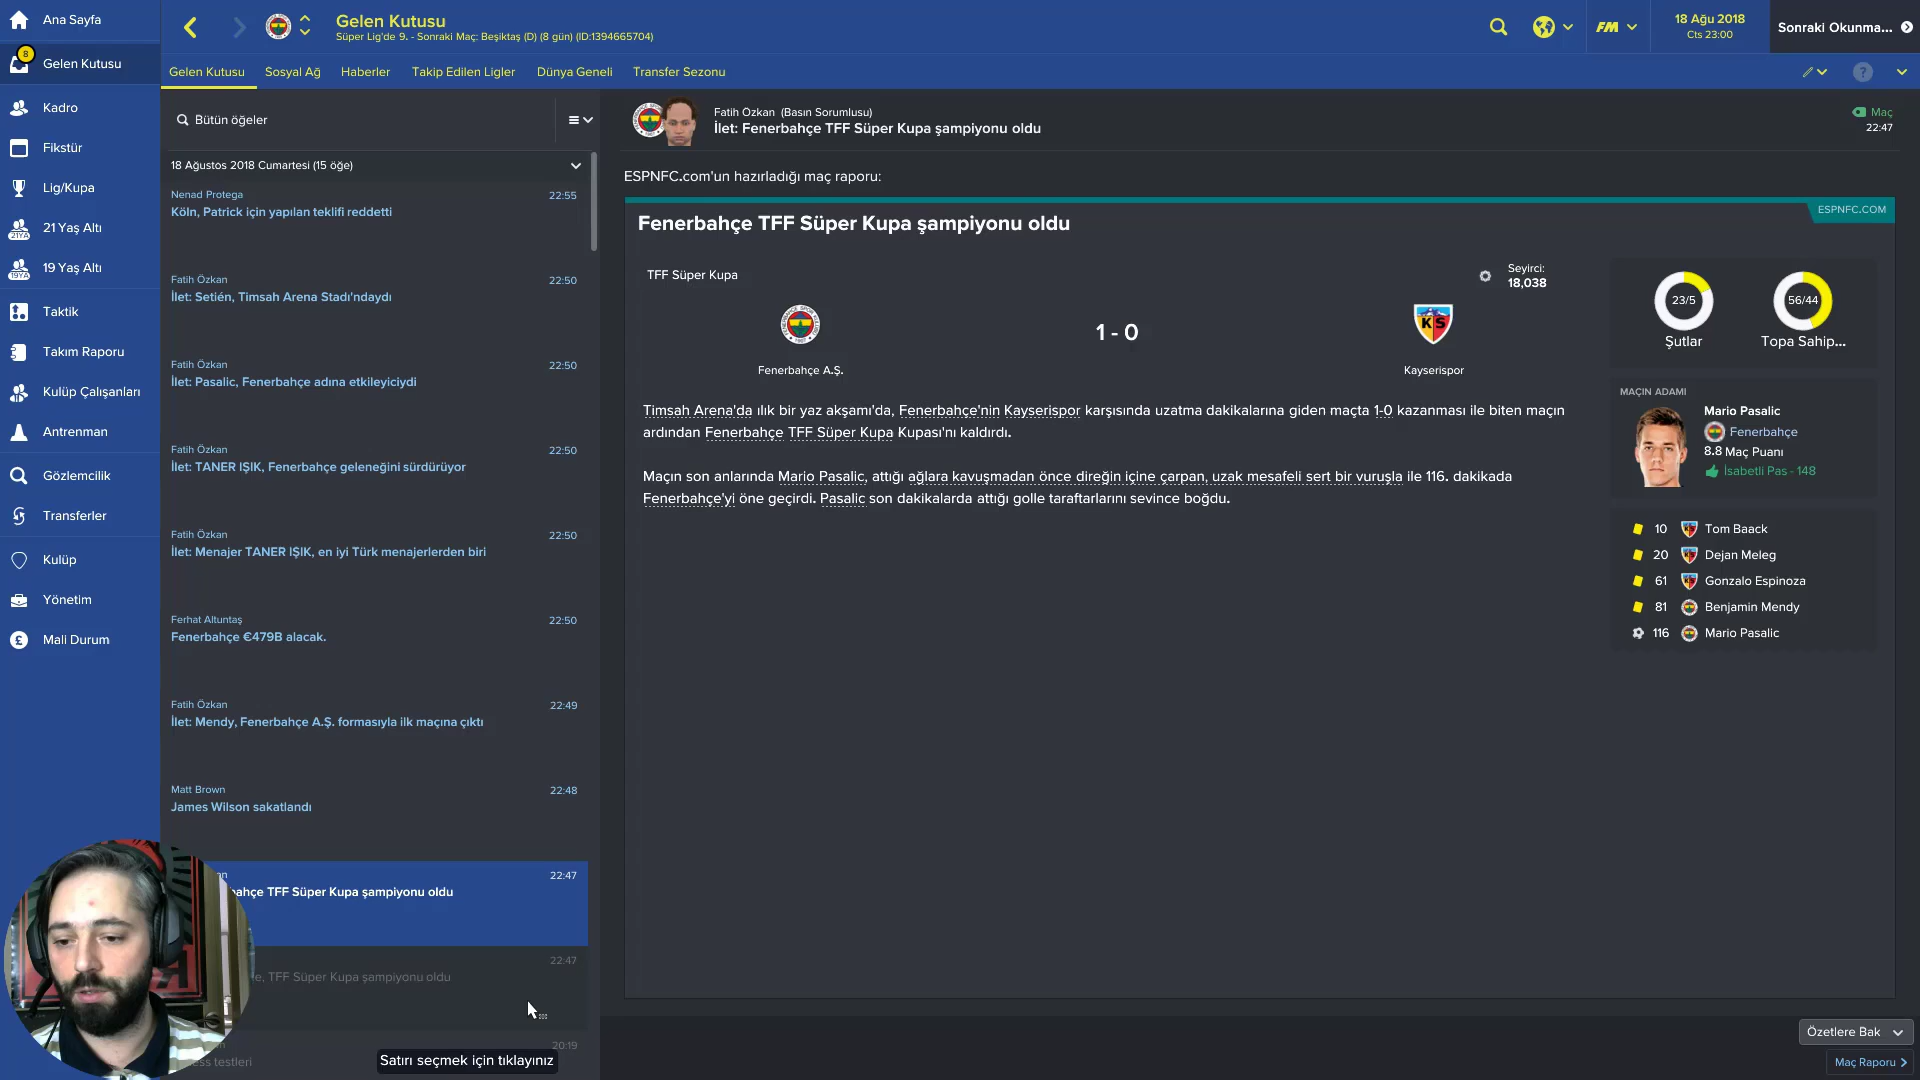 Ana Sayfa
8
Gelen Kutusu
Kadro
Fikstür
Lig/Kupa
21 Yaş Altı
19 Yaş Altı
Taktik
Takım Raporu
Kulüp Çalışanları
Antrenman
Gözlemcilik
Transferler
Kulüp
Yönetim
Mali Durum
Gelen Kutusu
Süper Lig'de 9. - Sonraki Maç: Beşiktaş (D) (8 gün) (ID:1394665704)
FM
18 Ağu 2018
Cts 23:00
Sonraki Okunma...
Gelen Kutusu Sosyal Ağ Haberler Takip Edilen Ligler Dünya Geneli Transfer Sezonu
Bütün öğeler
18 Ağustos 2018 Cumartesi (15 öğe)
Nenad Protega 22:55
Köln, Patrick için yapılan teklifi reddetti
Fatih Özkan 22:50
İlet: Setién, Timsah Arena Stadı'ndaydı
Fatih Özkan 22:50
İlet: Pasalic, Fenerbahçe adına etkileyiciydi
Fatih Özkan 22:50
İlet: TANER IŞIK, Fenerbahçe geleneğini sürdürüyor
Fatih Özkan 22:50
İlet: Menajer TANER IŞIK, en iyi Türk menajerlerden biri
Ferhat Altuntaş 22:50
Fenerbahçe €479B alacak.
Fatih Özkan 22:49
İlet: Mendy, Fenerbahçe A.Ş. formasıyla ilk maçına çıktı
Matt Brown 22:48
James Wilson sakatlandı
22:47
TFF Süper Kupa şampiyonu oldu
22:47
TFF Süper Kupa şampiyonu oldu
20:19
testleri
Satırı seçmek için tıklayınız
Fatih Özkan (Basın Sorumlusu)
İlet: Fenerbahçe TFF Süper Kupa şampiyonu oldu
Maç
22:47
ESPNFC.com'un hazırladığı maç raporu:
ESPNFC.COM
Fenerbahçe TFF Süper Kupa şampiyonu oldu
TFF Süper Kupa
Seyirci:
18,038
1 - 0
Fenerbahçe A.Ş.
Kayserispor
Timsah Arena'da ılık bir yaz akşamı'da, Fenerbahçe'nin Kayserispor karşısında uzatma dakikalarına giden maçta 1-0 kazanması ile biten maçın
ardından Fenerbahçe TFF Süper Kupa Kupası'nı kaldırdı.
Maçın son anlarında Mario Pasalic, attığı ağlara kavuşmadan önce direğin içine çarpan, uzak mesafeli sert bir vuruşla ile 116. dakikada
Fenerbahçe'yi öne geçirdi. Pasalic son dakikalarda attığı golle taraftarlarını sevince boğdu.
23/5
Şutlar
56/44
Topa Sahip...
MAÇIN ADAMI
Mario Pasalic
Fenerbahçe
8.8 Maç Puanı
İsabetli Pas - 148
10 Tom Baack
20 Dejan Meleg
61 Gonzalo Espinoza
81 Benjamin Mendy
116 Mario Pasalic
Özetlere Bak
Maç Raporu